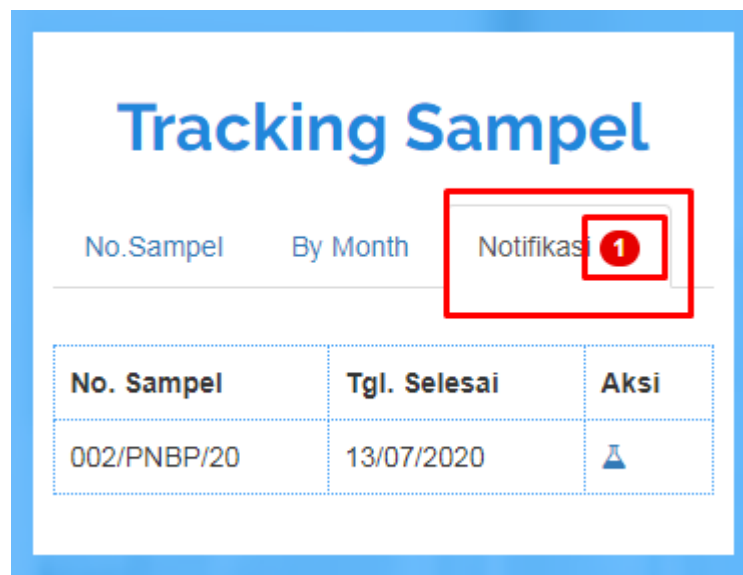 Tracking Sampel
No.Sampel By Month Notifikasi 1
No. Sampel Tgl. Selesai Aksi
002/PNBP/20 13/07/2020